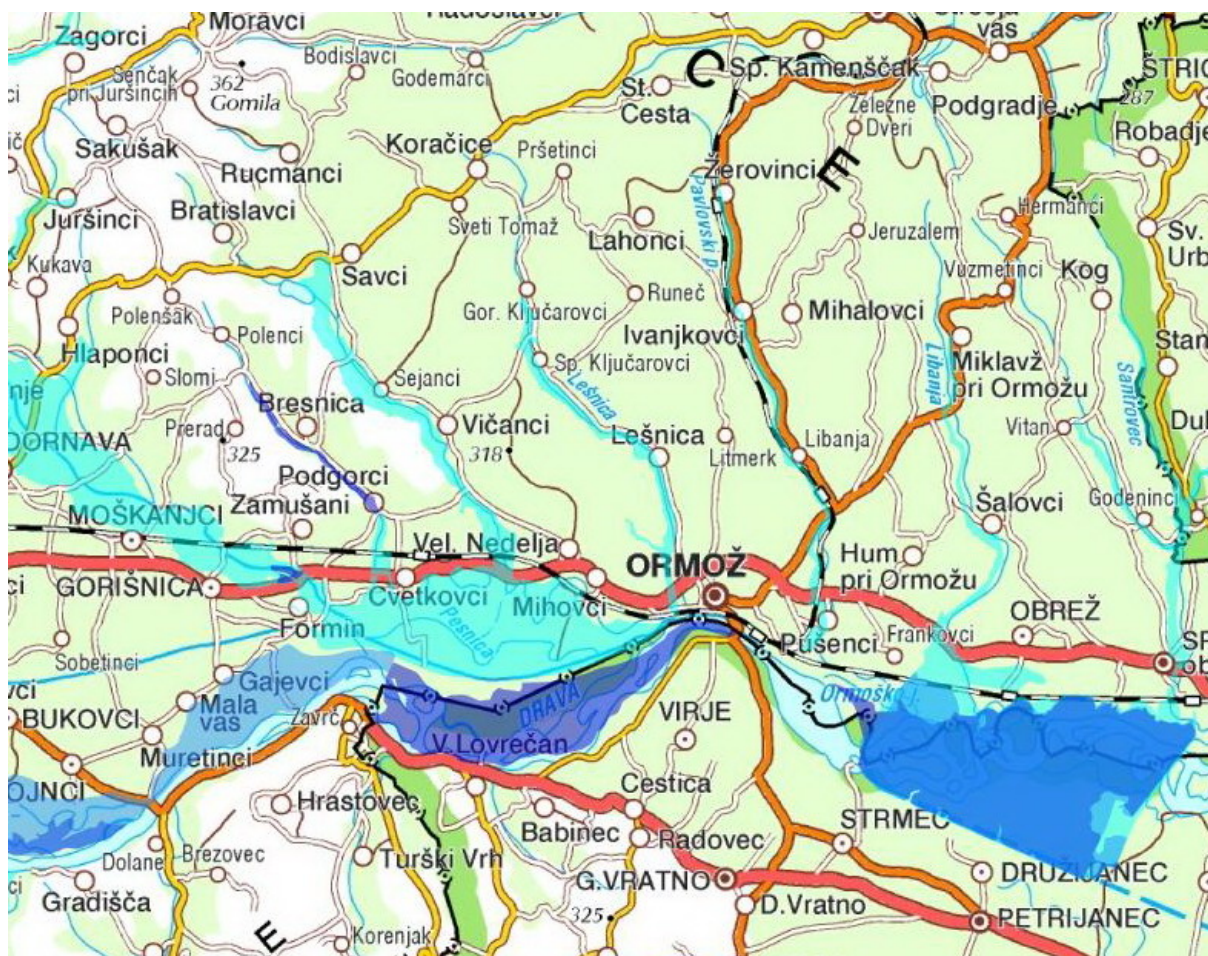 Moravci
Zagorci
Bodislavci
Godemarci
Senčak
pri Juršincih
362
Gomila
St.
Cesta
Sp. Kamenščak
vas
Podgradje
287
Železne
Dveri
Robadje
Sakušak
Rucmanci
Koračice
Pršetinci
Žerovinci
E
Juršinci
Bratislavci
Sveti Tomaž
Lahonci
Pavlovski p.
Jeruzalem
Hermanci
Sv.
Urb
Kukava
Savci
Vuzmetinci
Kog
Polenšak
Polenci
Gor. Ključarovci
Runeč
Ivanjkovci
Mihalovci
Hlaponci
Slomi
Sejanci
Sp. Ključarovci
Lešnica
Libanja
Miklavž
pri Ormožu
Stan
nje
Bresnica
Prerad
325
DORNAVA
Vičanci
318
Lešnica
Litmerk
Libanja
Vitan
Santrovec
Dul
Podgorci
Zamušani
Godeninci
Šalovci
MOŠKANJCI
Vel. Nedelja
ORMOŽ
Hum
pri Ormožu
GORIŠNICA
Cvetkovci
Mihovci
OBREŽ
Formin
Pesnica
Pušenci
Frankovci
Sobetinci
Gajevci
Mala
vas
Ormoško j.
BUKOVCI
Zavrč
DRAVA
VIRJE
V. Lovrečan
Muretinci
OJNCI
Hrastovec
Cestica
Babinec
Radovec
STRMEC
Dolane
Brezovec
Turški Vrh
G.VRATNO
DRUŽIJANEC
Gradišča
325
D.Vratno
PETRIJANEC
E
Korenjak